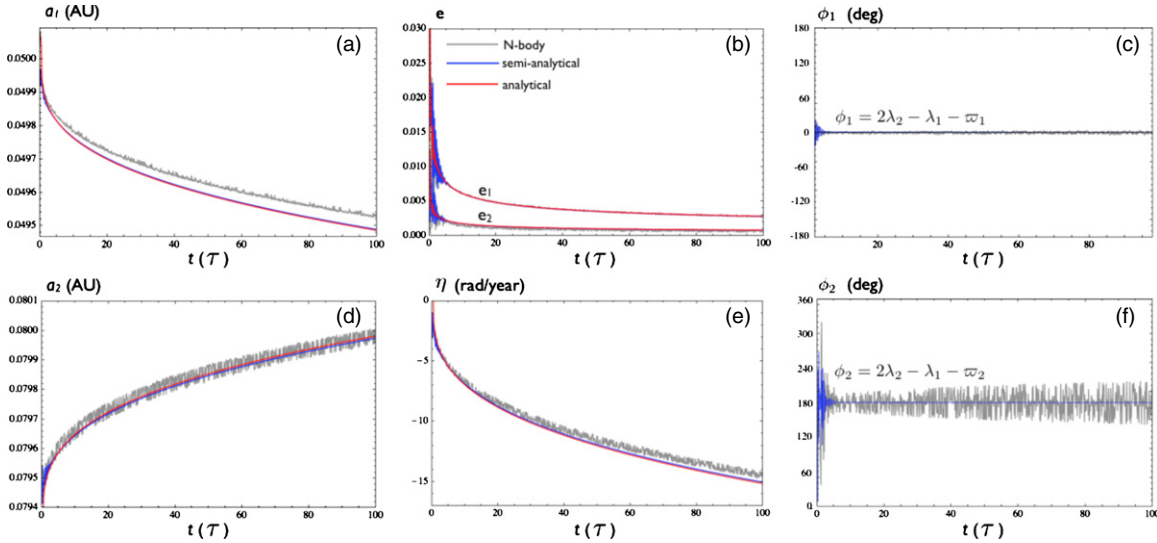 a₁ (AU)
(a)
0.0500
0.0499
0.0498
0.0497
0.0496
0.0495
0 20 40 60 80 100
t (τ)
e
(b)
N-body
semi-analytical
analytical
0.030
0.025
0.020
0.015
0.010
0.005
0.000
e₁
e₂
0 20 40 60 80 100
t (τ)
ϕ₁ (deg)
(c)
180
120
60
0
-60
-120
-180
ϕ₁ = 2λ₂ − λ₁ − ϖ₁
20 40 60 80
t (τ)
a₂ (AU)
(d)
0.0801
0.0800
0.0799
0.0798
0.0797
0.0796
0.0795
0.0794
0 20 40 60 80 100
t (τ)
η (rad/year)
(e)
0
-5
-10
-15
0 20 40 60 80 100
t (τ)
ϕ₂ (deg)
(f)
360
300
240
180
120
60
0
ϕ₂ = 2λ₂ − λ₁ − ϖ₂
0 20 40 60 80 100
t (τ)